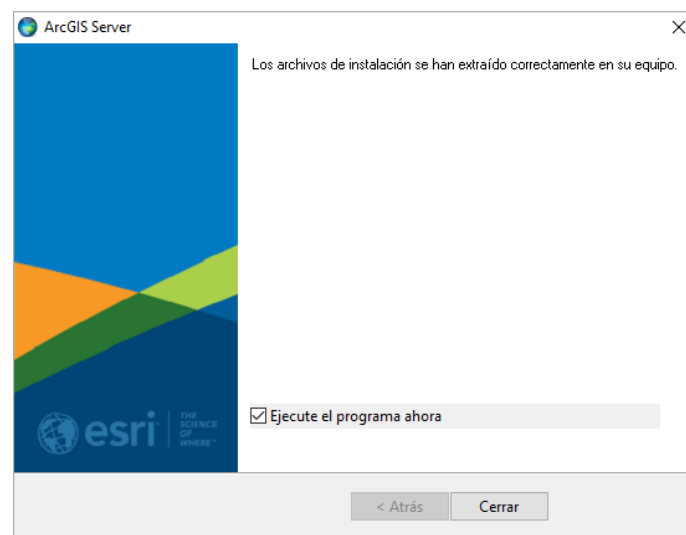 ArcGIS Server
Los archivos de instalación se han extraído correctamente en su equipo.
Ejecute el programa ahora
esri
THE
SCIENCE
OF
WHERE™
< Atrás
Cerrar